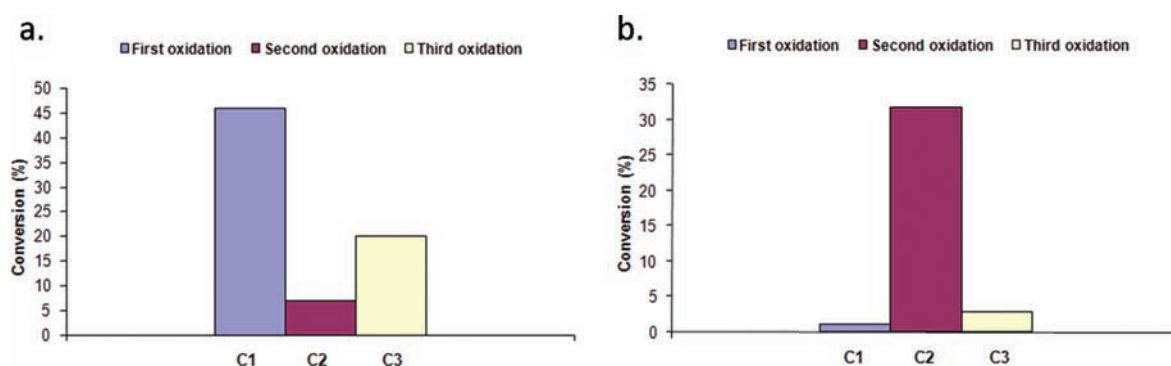 a.
First oxidation Second oxidation Third oxidation
Conversion (%)
50
45
40
35
30
25
20
15
10
5
0
C1 C2 C3
b.
First oxidation Second oxidation Third oxidation
Conversion (%)
35
30
25
20
15
10
5
0
C1 C2 C3